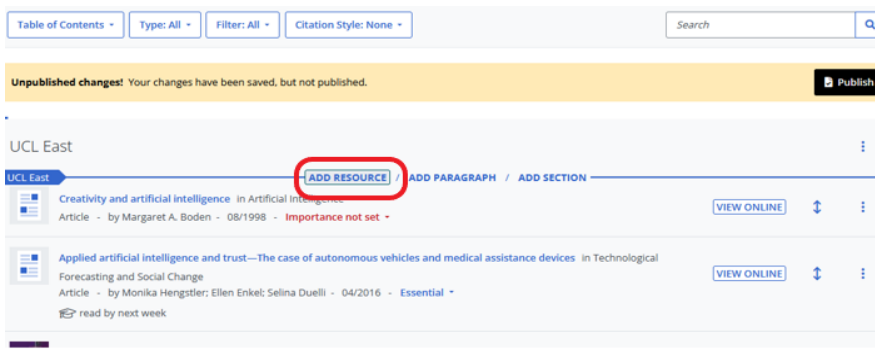 Table of Contents Type: All Filter: All Citation Style: None Search
Unpublished changes! Your changes have been saved, but not published. Publish
UCL East
UCL East ADD RESOURCE / ADD PARAGRAPH / ADD SECTION
Creativity and artificial intelligence in Artificial Intelligence
Article - by Margaret A. Boden - 08/1998 - Importance not set
VIEW ONLINE
Applied artificial intelligence and trust—The case of autonomous vehicles and medical assistance devices in Technological
Forecasting and Social Change
VIEW ONLINE
Article - by Monika Hengstler; Ellen Enkel; Selina Duelli - 04/2016 - Essential
read by next week